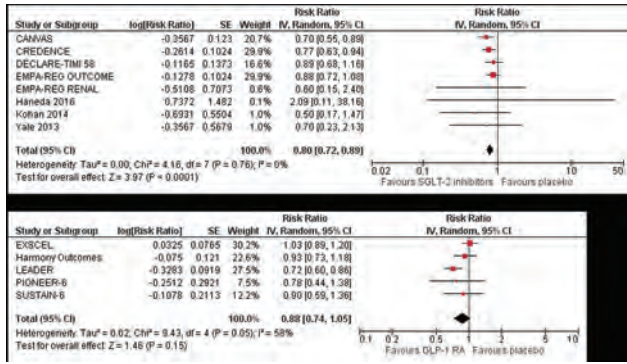 Risk Ratio Risk Ratio
Study or Subgroup log[Risk Ratio] SE Weight IV, Random, 95% CI IV, Random, 95% CI
CANVAS -0.3567 0.123 20.7% 0.70 [0.55, 0.89]
CREDENCE -0.2614 0.1024 29.9% 0.77 [0.63, 0.94]
DECLARE-TIMI 58 -0.1165 0.1373 16.6% 0.89 [0.68, 1.16]
EMPA-REG OUTCOME -0.1278 0.1024 29.9% 0.88 [0.72, 1.08]
EMPA-REG RENAL -0.5108 0.7073 0.6% 0.60 [0.15, 2.40]
Haneda 2016 0.7372 1.482 0.1% 2.09 [0.11, 38.16]
Kohan 2014 -0.6931 0.5504 1.0% 0.50 [0.17, 1.47]
Yale 2013 -0.3567 0.5679 1.0% 0.70 [0.23, 2.13]
Total (95% CI) 100.0% 0.80 [0.72, 0.89]
Heterogeneity: Tau² = 0.00; Chi² = 4.16, df = 7 (P = 0.76); I² = 0%
Test for overall effect: Z = 3.97 (P < 0.0001)
0.02 0.1 1 10 50
Favours SGLT-2 inhibitors Favours placebo
Risk Ratio Risk Ratio
Study or Subgroup log[Risk Ratio] SE Weight IV, Random, 95% CI IV, Random, 95% CI
EXSCEL 0.0325 0.0765 30.2% 1.03 [0.89, 1.20]
Harmony Outcomes -0.075 0.121 22.6% 0.93 [0.73, 1.18]
LEADER -0.3283 0.0919 27.5% 0.72 [0.60, 0.86]
PIONEER-6 -0.2512 0.2921 7.5% 0.78 [0.44, 1.38]
SUSTAIN-6 -0.1078 0.2113 12.2% 0.90 [0.59, 1.36]
Total (95% CI) 100.0% 0.88 [0.74, 1.05]
Heterogeneity: Tau² = 0.02; Chi² = 9.43, df = 4 (P = 0.05); I² = 58%
Test for overall effect: Z = 1.46 (P = 0.15)
0.1 0.2 0.5 1 2 5 10
Favours GLP-1 RA Favours placebo